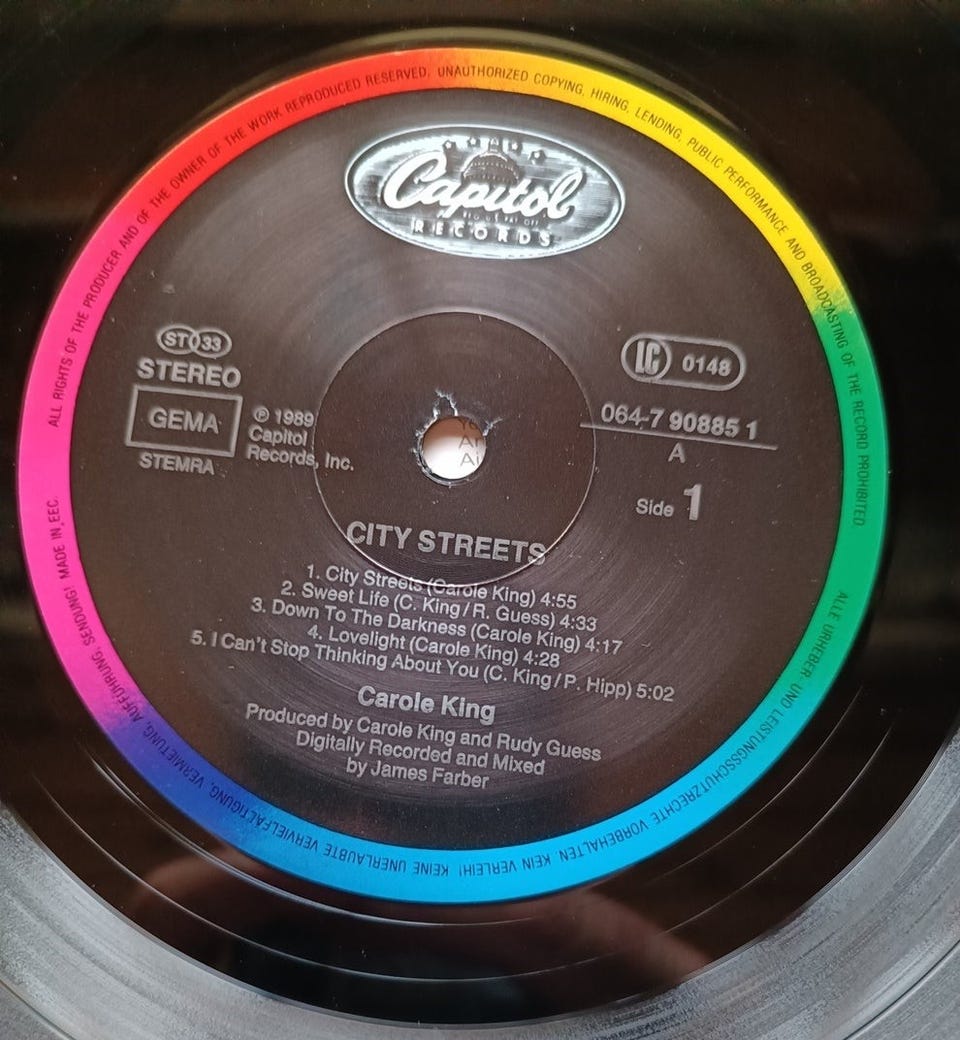 ALL RIGHTS OF THE PRODUCER AND OF THE OWNER OF THE WORK REPRODUCED RESERVED. UNAUTHORIZED COPYING, HIRING, LENDING, PUBLIC PERFORMANCE AND BROADCASTING OF THE RECORD PROHIBITED.
Capitol
RECORDS
ST 33
STEREO
GEMA
STEMRA
℗ 1989
Capitol
Records, Inc.
LC 0148
064-7 90885 1
A
Side 1
CITY STREETS
1. City Streets (Carole King) 4:55
2. Sweet Life (C. King/R. Guess) 4:33
3. Down To The Darkness (Carole King) 4:17
4. Lovelight (Carole King) 4:28
5. I Can't Stop Thinking About You (C. King/P. Hipp) 5:02
Carole King
Produced by Carole King and Rudy Guess
Digitally Recorded and Mixed
by James Farber
ALLE URHEBER- UND LEISTUNGSSCHUTZRECHTE VORBEHALTEN. KEIN VERLEIH! KEINE UNERLAUBTE VERVIELFÄLTIGUNG, VERMIETUNG, AUFFÜHRUNG, SENDUNG! MADE IN EEC.